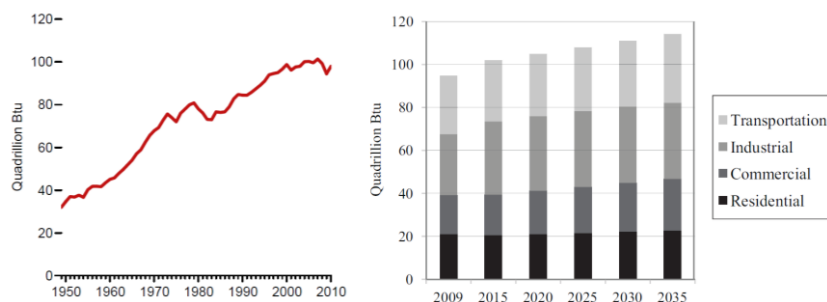 Quadrillion Btu
120
100
80
60
40
20
0
1950 1960 1970 1980 1990 2000 2010
Quadrillion Btu
120
100
80
60
40
20
0
2009 2015 2020 2025 2030 2035
Transportation
Industrial
Commercial
Residential